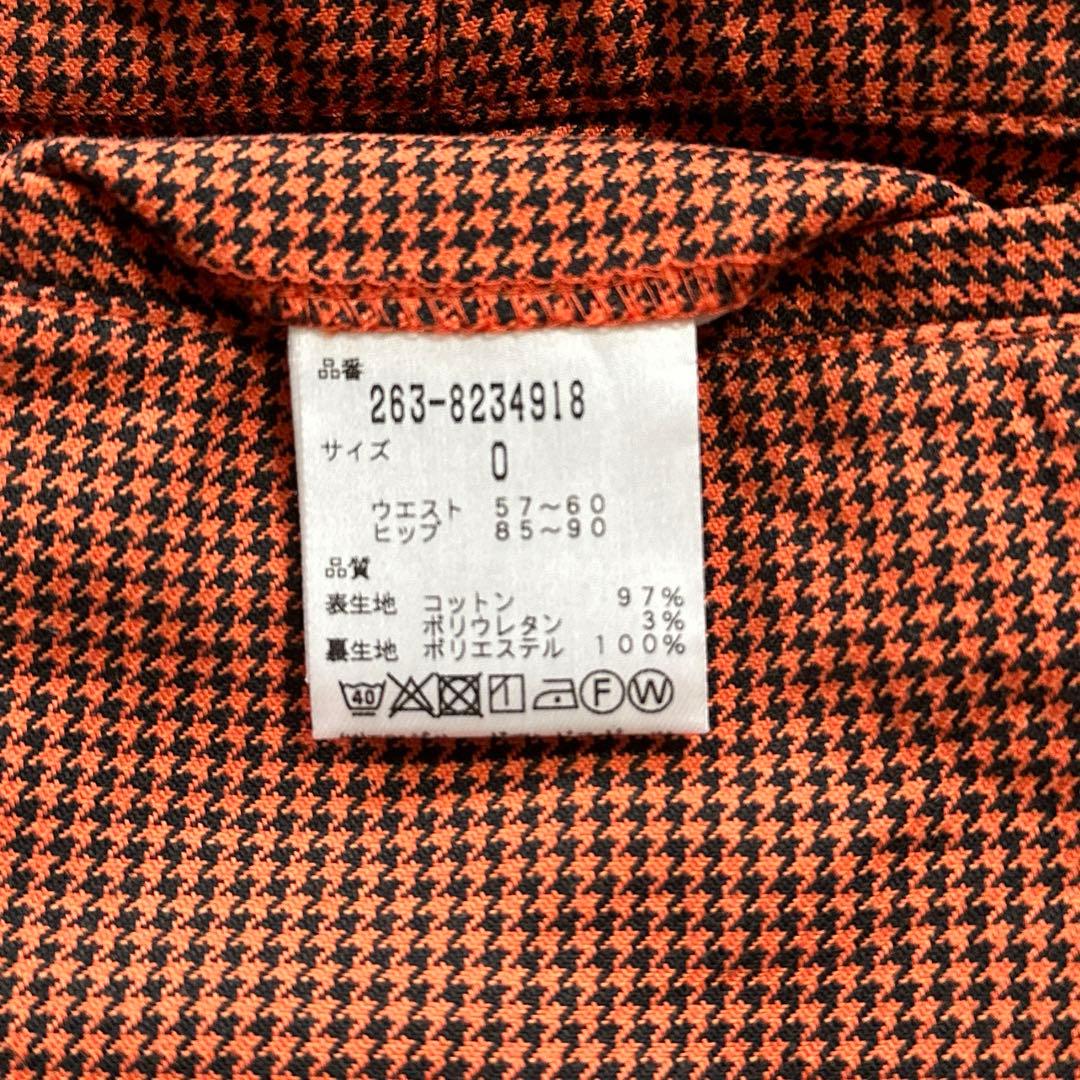 品番
263-8234918
サイズ 0
ウエスト 57～60
ヒップ 85～90
品質
表生地 コットン 97%
ポリウレタン 3%
裏生地 ポリエステル 100%
40 F W